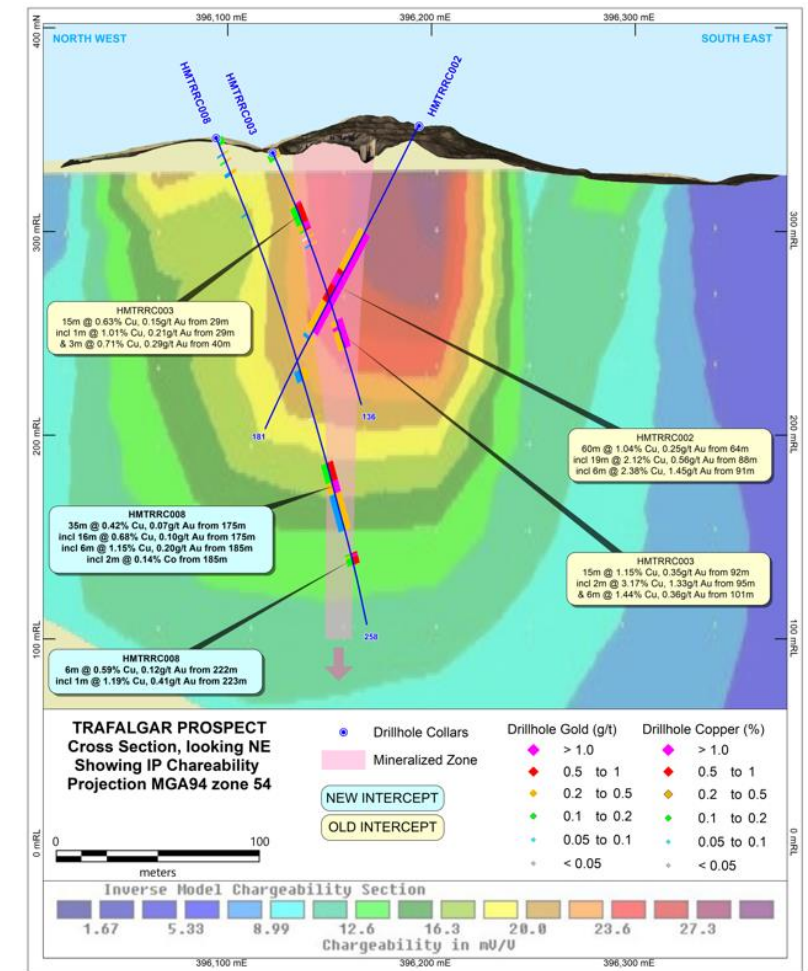 396,100 mE
396,200 mE
396,300 mE
400 mN
NORTH WEST
SOUTH EAST
HMTRRC008
HMTRRC003
HMTRRC002
300 mRL
300 mRL
HMTRRC003
15m @ 0.63% Cu, 0.15g/t Au from 29m
incl 1m @ 1.01% Cu, 0.21g/t Au from 29m
& 3m @ 0.71% Cu, 0.29g/t Au from 40m
136
181
200 mRL
200 mRL
HMTRRC002
60m @ 1.04% Cu, 0.25g/t Au from 64m
incl 19m @ 2.12% Cu, 0.56g/t Au from 88m
incl 6m @ 2.38% Cu, 1.45g/t Au from 91m
HMTRRC008
35m @ 0.42% Cu, 0.07g/t Au from 175m
incl 16m @ 0.68% Cu, 0.10g/t Au from 175m
incl 6m @ 1.15% Cu, 0.20g/t Au from 185m
incl 2m @ 0.14% Co from 185m
HMTRRC003
15m @ 1.15% Cu, 0.35g/t Au from 92m
incl 2m @ 3.17% Cu, 1.33g/t Au from 95m
& 6m @ 1.44% Cu, 0.36g/t Au from 101m
258
100 mRL
100 mRL
HMTRRC008
6m @ 0.59% Cu, 0.12g/t Au from 222m
incl 1m @ 1.19% Cu, 0.41g/t Au from 223m
TRAFALGAR PROSPECT
Cross Section, looking NE
Showing IP Chareability
Projection MGA94 zone 54
0 100
meters
Drillhole Collars
Mineralized Zone
NEW INTERCEPT
OLD INTERCEPT
Drillhole Gold (g/t)
> 1.0
0.5 to 1
0.2 to 0.5
0.1 to 0.2
0.05 to 0.1
< 0.05
Drillhole Copper (%)
> 1.0
0.5 to 1
0.2 to 0.5
0.1 to 0.2
0.05 to 0.1
< 0.05
0 mRL
0 mRL
Inverse Model Chargeability Section
1.67 5.33 8.99 12.6 16.3 20.0 23.6 27.3
Chargeability in mV/V
396,100 mE
396,200 mE
396,300 mE